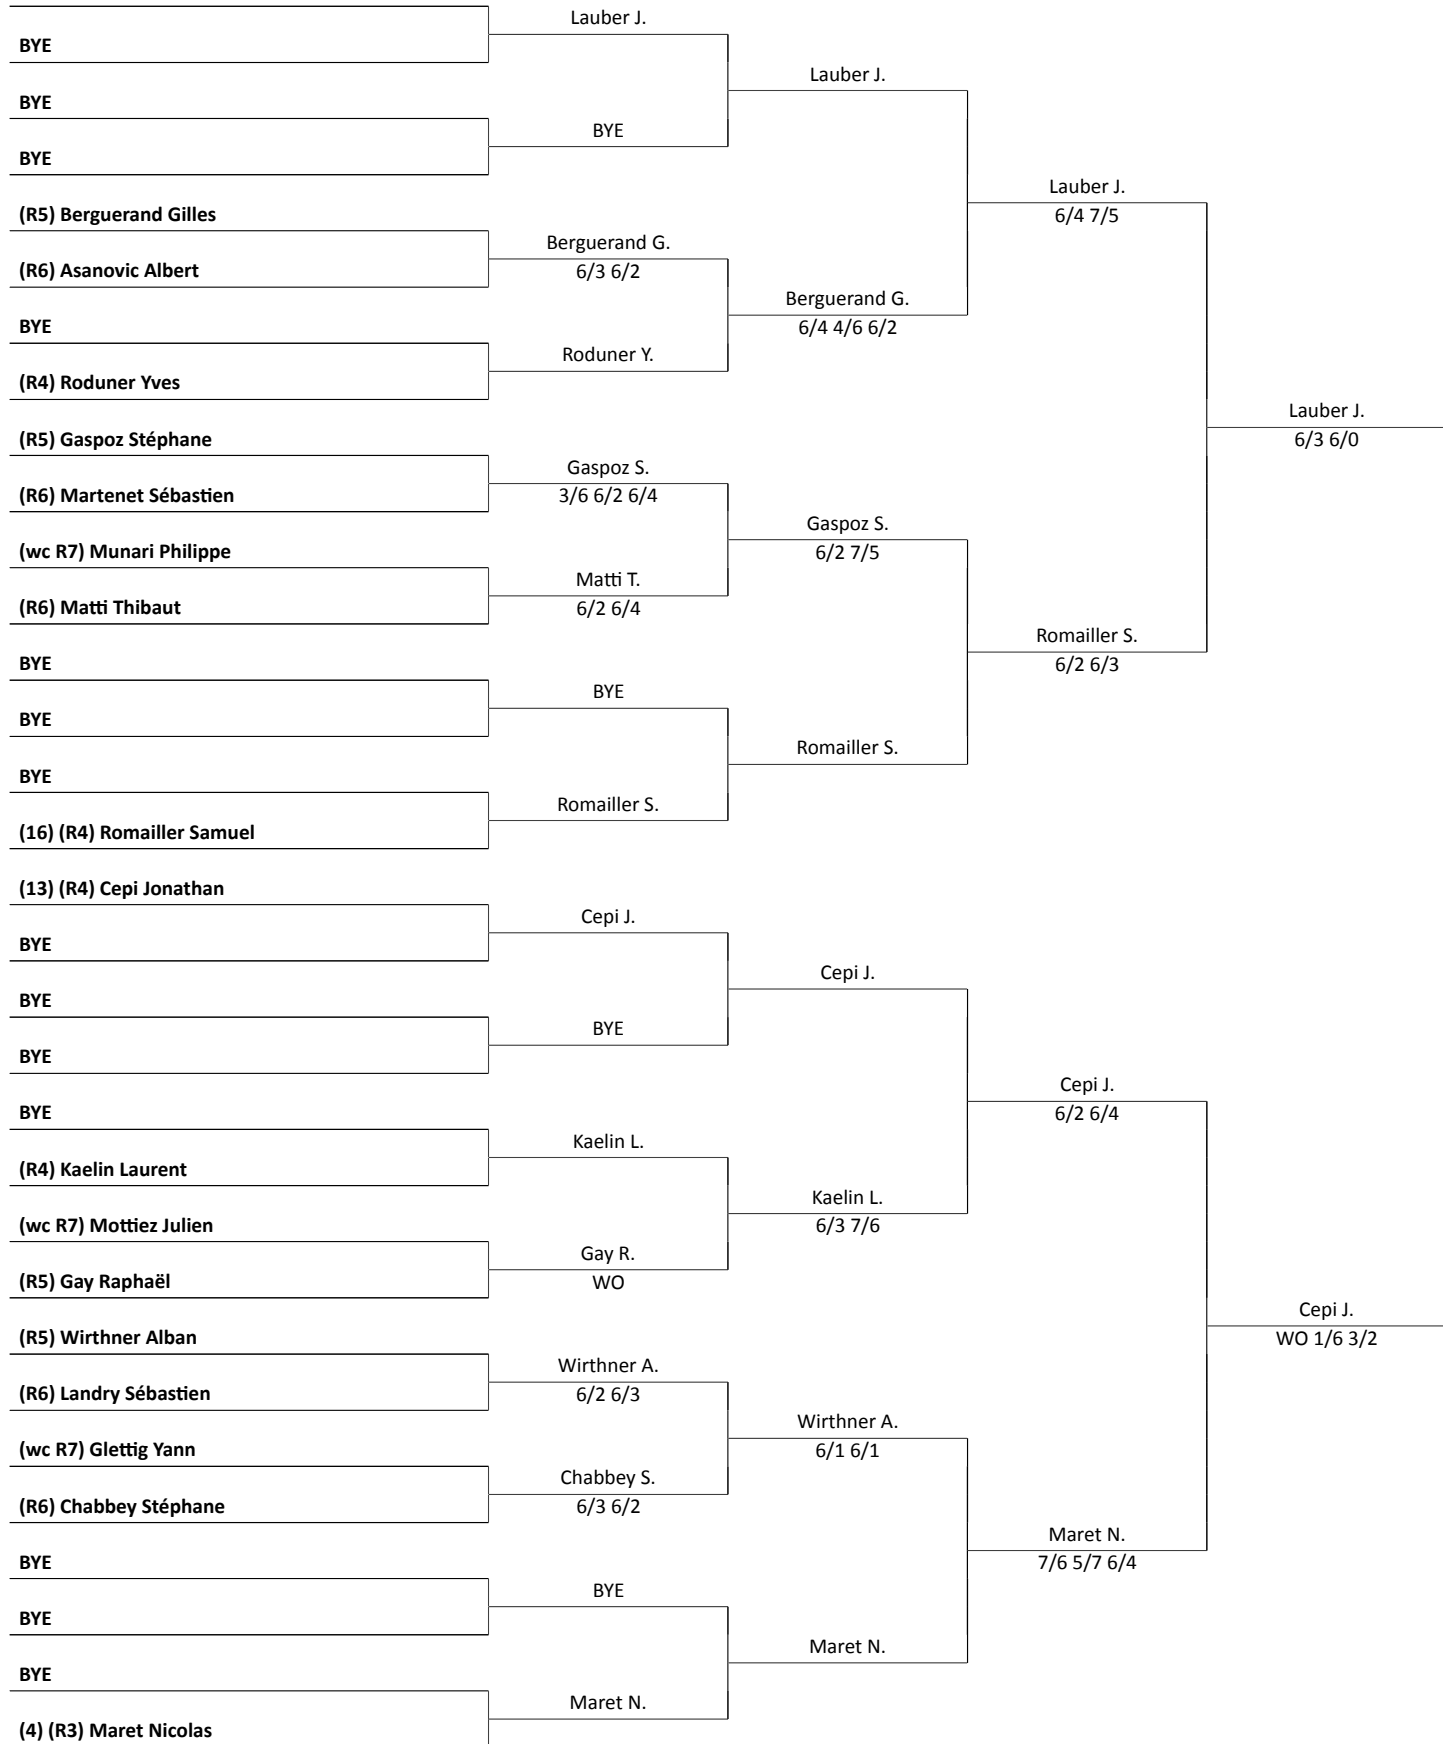 Lauber J.
BYE
Lauber J.
BYE
BYE
BYE
Lauber J.
(R5) Berguerand Gilles
6/4 7/5
Berguerand G.
(R6) Asanovic Albert
6/3 6/2
Berguerand G.
BYE
6/4 4/6 6/2
Roduner Y.
(R4) Roduner Yves
Lauber J.
(R5) Gaspoz Stéphane
6/3 6/0
Gaspoz S.
(R6) Martenet Sébastien
3/6 6/2 6/4
Gaspoz S.
(wc R7) Munari Philippe
6/2 7/5
Matti T.
(R6) Matti Thibaut
6/2 6/4
Romailler S.
BYE
6/2 6/3
BYE
BYE
Romailler S.
BYE
Romailler S.
(16) (R4) Romailler Samuel
(13) (R4) Cepi Jonathan
Cepi J.
BYE
Cepi J.
BYE
BYE
BYE
Cepi J.
BYE
6/2 6/4
Kaelin L.
(R4) Kaelin Laurent
Kaelin L.
(wc R7) Mottiez Julien
6/3 7/6
Gay R.
(R5) Gay Raphaël
WO
Cepi J.
(R5) Wirthner Alban
WO 1/6 3/2
Wirthner A.
(R6) Landry Sébastien
6/2 6/3
Wirthner A.
(wc R7) Glettig Yann
6/1 6/1
Chabbey S.
(R6) Chabbey Stéphane
6/3 6/2
Maret N.
BYE
7/6 5/7 6/4
BYE
BYE
Maret N.
BYE
Maret N.
(4) (R3) Maret Nicolas